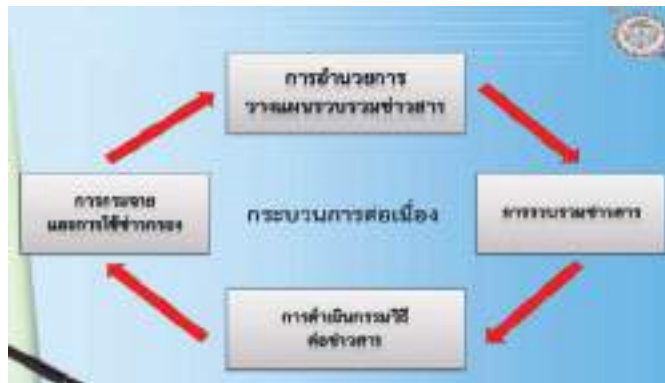 การอำนวยการ
วางแผนรวบรวมข่าวสาร
การกระจาย
และการใช้ข่าวกรอง
กระบวนการต่อเนื่อง
การรวบรวมข่าวสาร
การดำเนินกรรมวิธี
ต่อข่าวสาร